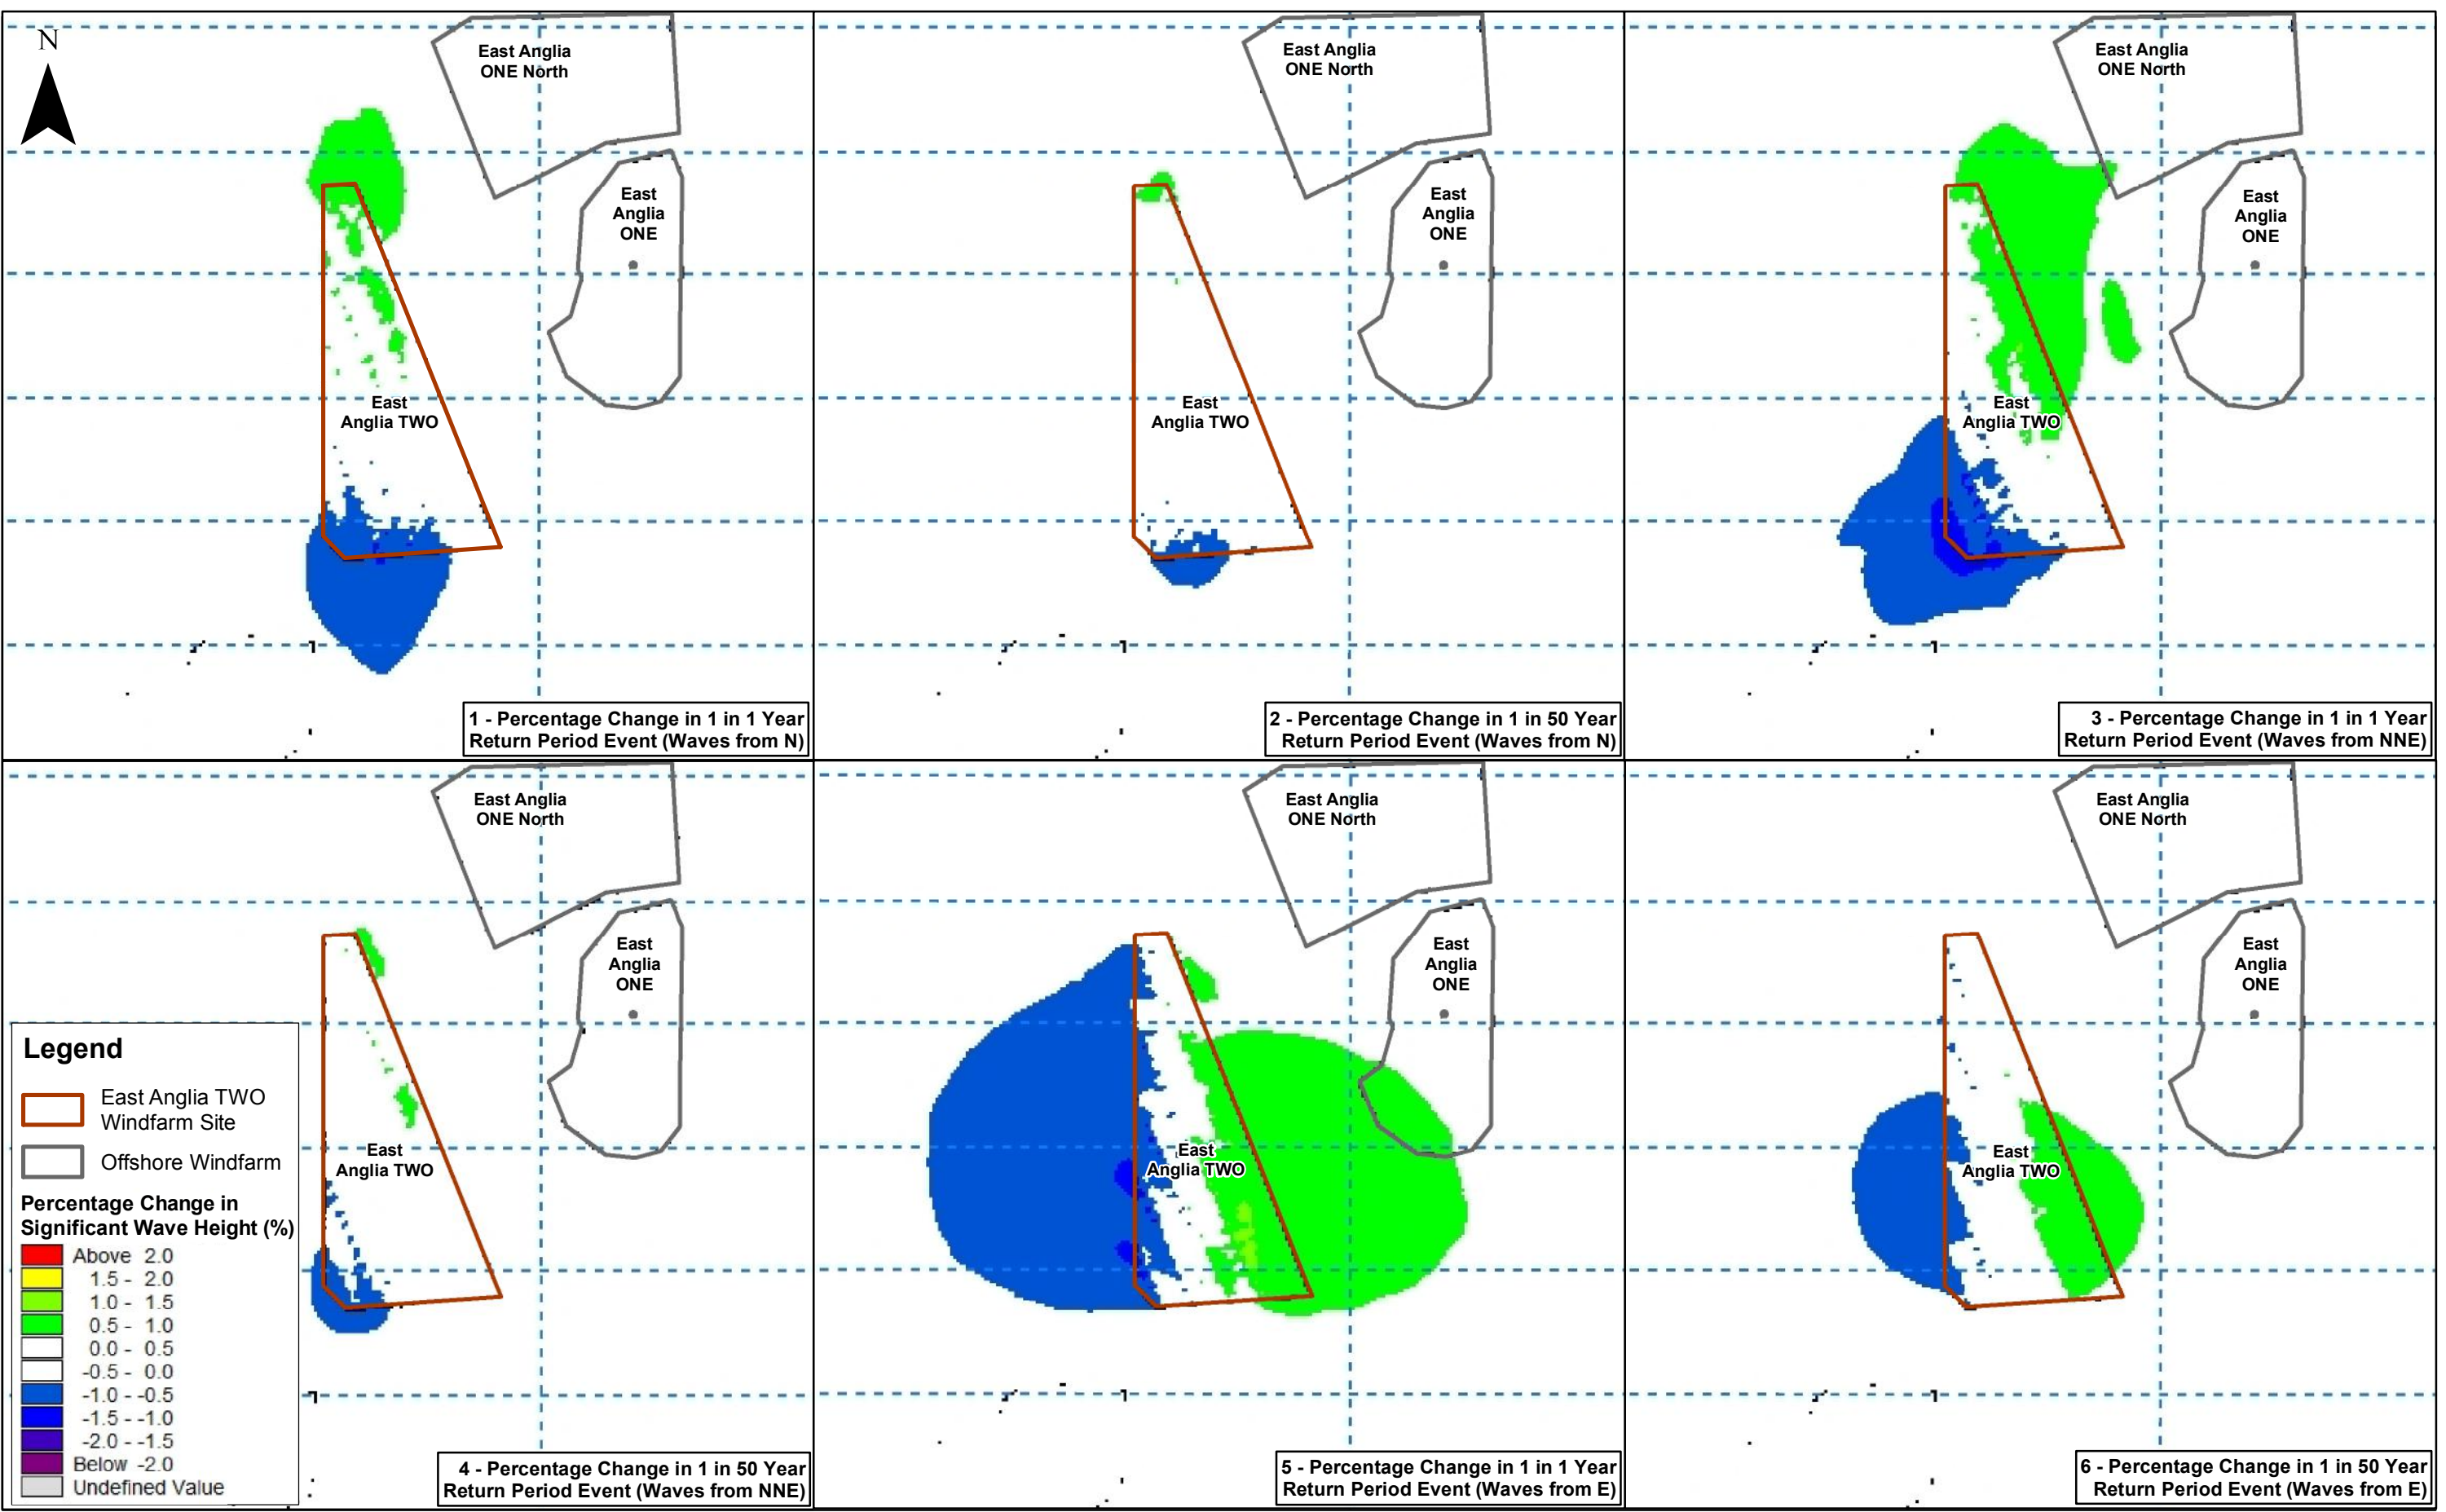 N
East Anglia
ONE North
East
Anglia
ONE
East
Anglia TWO
1 - Percentage Change in 1 in 1 Year
Return Period Event (Waves from N)
East Anglia
ONE North
East
Anglia
ONE
East
Anglia TWO
2 - Percentage Change in 1 in 50 Year
Return Period Event (Waves from N)
East Anglia
ONE North
East
Anglia
ONE
East
Anglia TWO
3 - Percentage Change in 1 in 1 Year
Return Period Event (Waves from NNE)
East Anglia
ONE North
East
Anglia
ONE
East
Anglia TWO
Legend
East Anglia TWO
Windfarm Site
Offshore Windfarm
Percentage Change in
Significant Wave Height (%)
Above 2.0
1.5 - 2.0
1.0 - 1.5
0.5 - 1.0
0.0 - 0.5
-0.5 - 0.0
-1.0 - -0.5
-1.5 - -1.0
-2.0 - -1.5
Below -2.0
Undefined Value
4 - Percentage Change in 1 in 50 Year
Return Period Event (Waves from NNE)
East Anglia
ONE North
East
Anglia
ONE
East
Anglia TWO
5 - Percentage Change in 1 in 1 Year
Return Period Event (Waves from E)
East Anglia
ONE North
East
Anglia
ONE
East
Anglia TWO
6 - Percentage Change in 1 in 50 Year
Return Period Event (Waves from E)